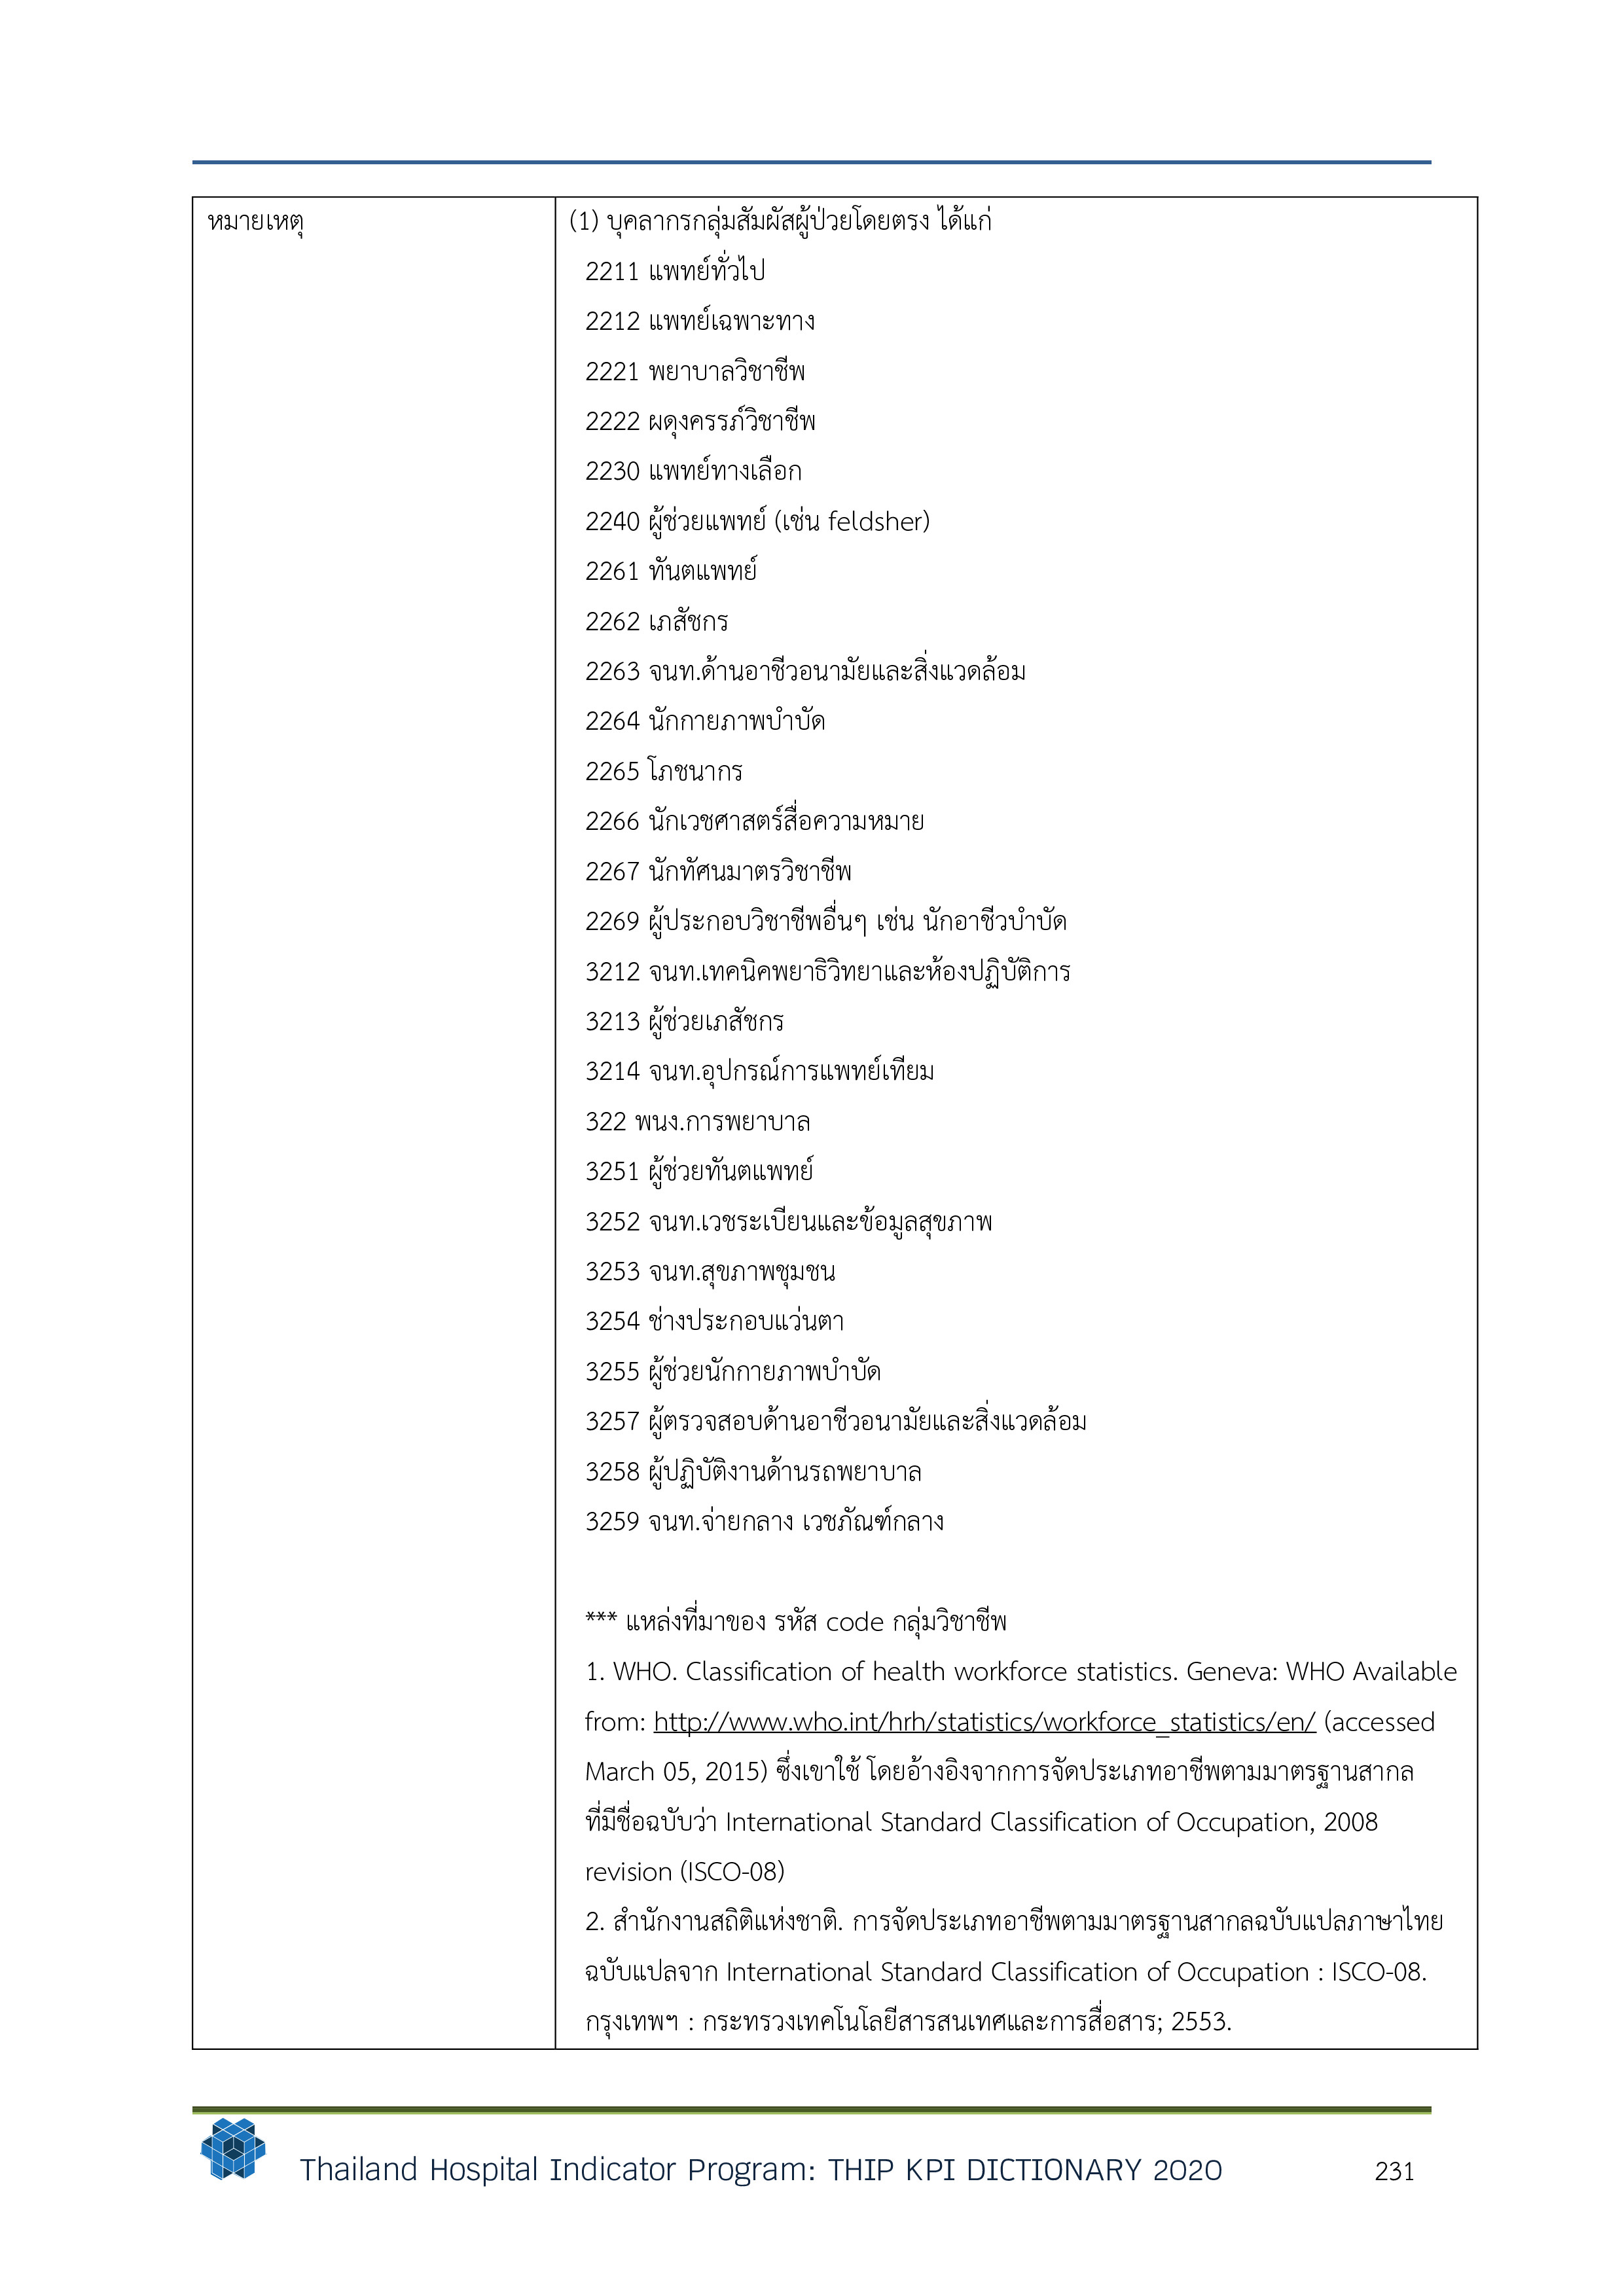 หมายเหตุ
(1) บุคลากรกลุ่มสัมผัสผู้ป่วยโดยตรง ได้แก่
2211 แพทย์ทั่วไป
2212 แพทย์เฉพาะทาง
2221 พยาบาลวิชาชีพ
2222 ผดุงครรภ์วิชาชีพ
2230 แพทย์ทางเลือก
2240 ผู้ช่วยแพทย์ (เช่น feldsher)
2261 ทันตแพทย์
2262 เภสัชกร
2263 จนท.ด้านอาชีวอนามัยและสิ่งแวดล้อม
2264 นักกายภาพบำบัด
2265 โภชนากร
2266 นักเวชศาสตร์สื่อความหมาย
2267 นักทัศนมาตรวิชาชีพ
2269 ผู้ประกอบวิชาชีพอื่นๆ เช่น นักอาชีวบำบัด
3212 จนท.เทคนิคพยาธิวิทยาและห้องปฏิบัติการ
3213 ผู้ช่วยเภสัชกร
3214 จนท.อุปกรณ์การแพทย์เทียม
322 พนง.การพยาบาล
3251 ผู้ช่วยทันตแพทย์
3252 จนท.เวชระเบียนและข้อมูลสุขภาพ
3253 จนท.สุขภาพชุมชน
3254 ช่างประกอบแว่นตา
3255 ผู้ช่วยนักกายภาพบำบัด
3257 ผู้ตรวจสอบด้านอาชีวอนามัยและสิ่งแวดล้อม
3258 ผู้ปฏิบัติงานด้านรถพยาบาล
3259 จนท.จ่ายกลาง เวชภัณฑ์กลาง
*** แหล่งที่มาของ รหัส code กลุ่มวิชาชีพ
1. WHO. Classification of health workforce statistics. Geneva: WHO Available
from: http://www.who.int/hrh/statistics/workforce_statistics/en/ (accessed
March 05, 2015) ซึ่งเขาใช้ โดยอ้างอิงจากการจัดประเภทอาชีพตามมาตรฐานสากล
ที่มีชื่อฉบับว่า International Standard Classification of Occupation, 2008
revision (ISCO-08)
2. สำนักงานสถิติแห่งชาติ. การจัดประเภทอาชีพตามมาตรฐานสากลฉบับแปลภาษาไทย
ฉบับแปลจาก International Standard Classification of Occupation : ISCO-08.
กรุงเทพฯ : กระทรวงเทคโนโลยีสารสนเทศและการสื่อสาร; 2553.
Thailand Hospital Indicator Program: THIP KPI DICTIONARY 2020 231